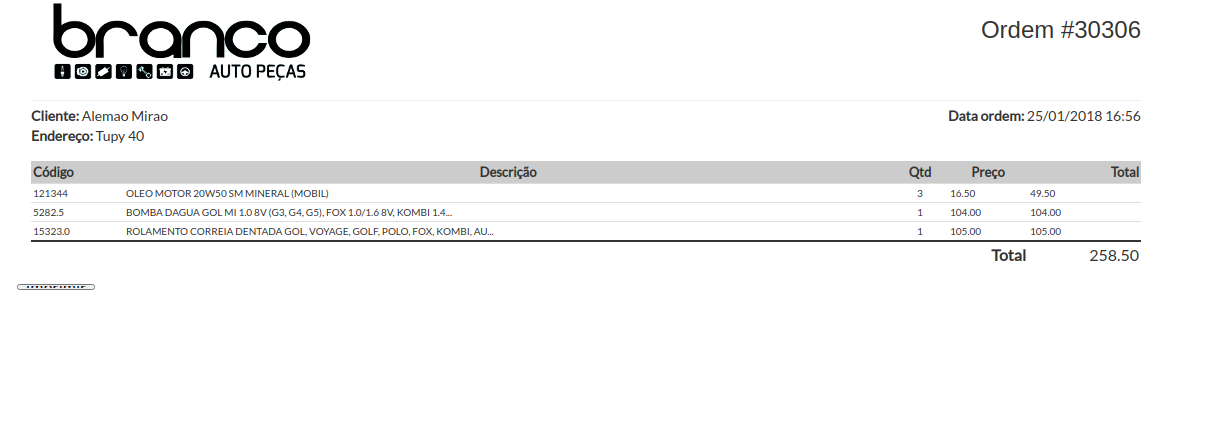 branco
AUTO PEÇAS
Ordem #30306
Cliente: Alemao Mirao
Data ordem: 25/01/2018 16:56
Endereço: Tupy 40
Código Descrição Qtd Preço Total
121344 OLEO MOTOR 20W50 SM MINERAL (MOBIL) 3 16.50 49.50
5282.5 BOMBA DAGUA GOL MI 1.0 8V (G3, G4, G5), FOX 1.0/1.6 8V, KOMBI 1.4... 1 104.00 104.00
15323.0 ROLAMENTO CORREIA DENTADA GOL, VOYAGE, GOLF, POLO, FOX, KOMBI, AU... 1 105.00 105.00
Total 258.50